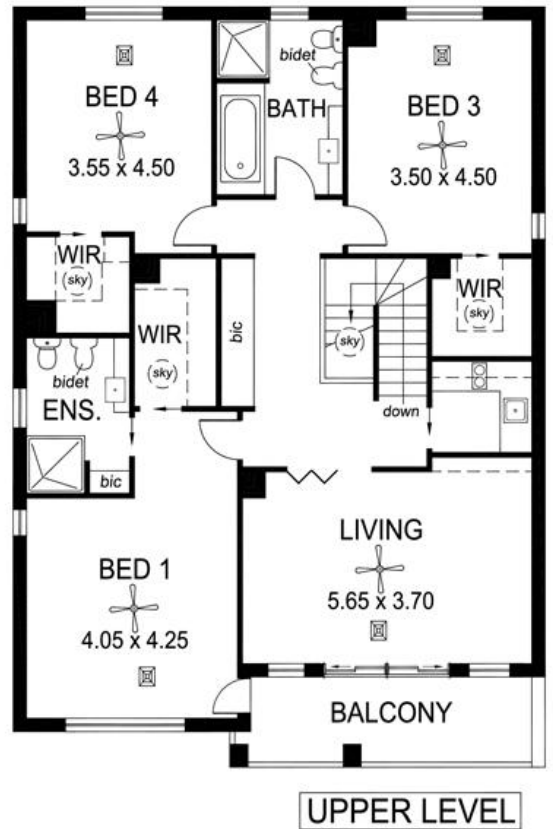 BED 4
3.55 x 4.50
bidet
BATH
BED 3
3.50 x 4.50
WIR
(sky)
WIR
(sky)
bic
(sky)
WIR
(sky)
bidet
ENS.
bic
down
BED 1
4.05 x 4.25
LIVING
5.65 x 3.70
BALCONY
UPPER LEVEL